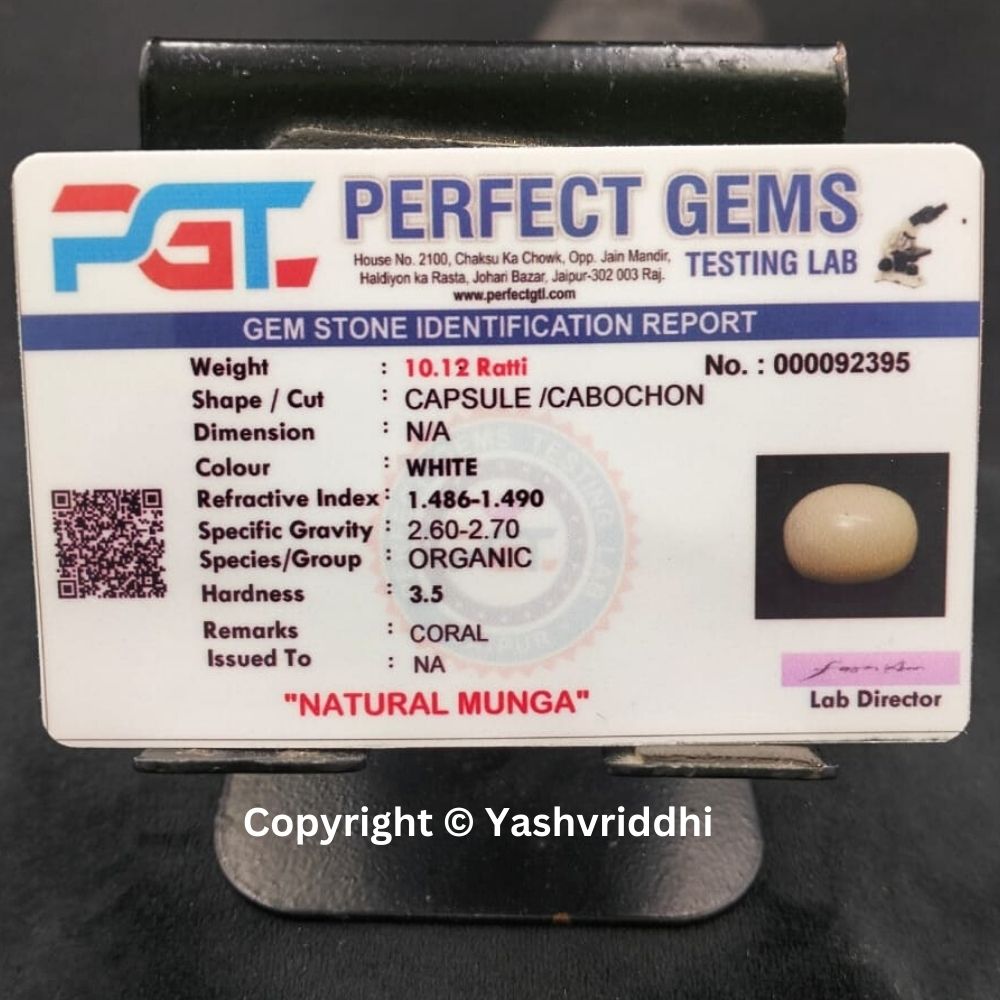 PGT.
PERFECT GEMS
House No. 2100, Chaksu Ka Chowk, Opp. Jain Mandir,
Haldiyon ka Rasta, Johari Bazar, Jaipur-302 003 Raj.
www.perfectgtl.com
TESTING LAB
GEM STONE IDENTIFICATION REPORT
No. : 000092395
Weight : 10.12 Ratti
Shape / Cut : CAPSULE /CABOCHON
Dimension : N/A
Colour : WHITE
Refractive Index : 1.486-1.490
Specific Gravity : 2.60-2.70
Species/Group : ORGANIC
Hardness : 3.5
Remarks : CORAL
Issued To : NA
"NATURAL MUNGA"
Lab Director
Copyright © Yashvriddhi